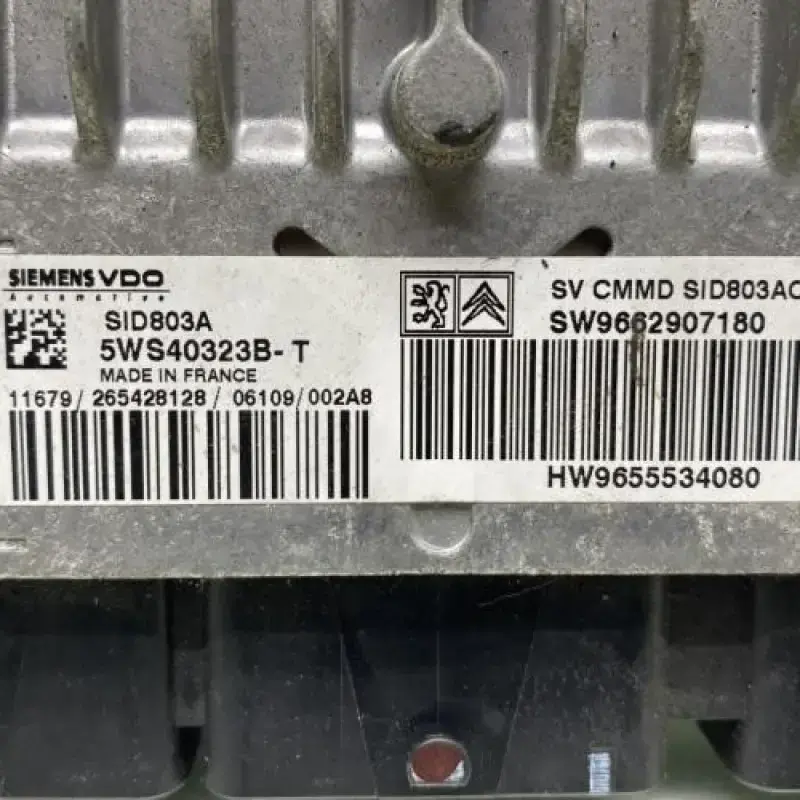 SIEMENS VDO
Automotive
SID803A
5WS40323B-T
MADE IN FRANCE
11679/265428128/06109/002A8
SV CMMD SID803AC
SW9662907180
HW9655534080